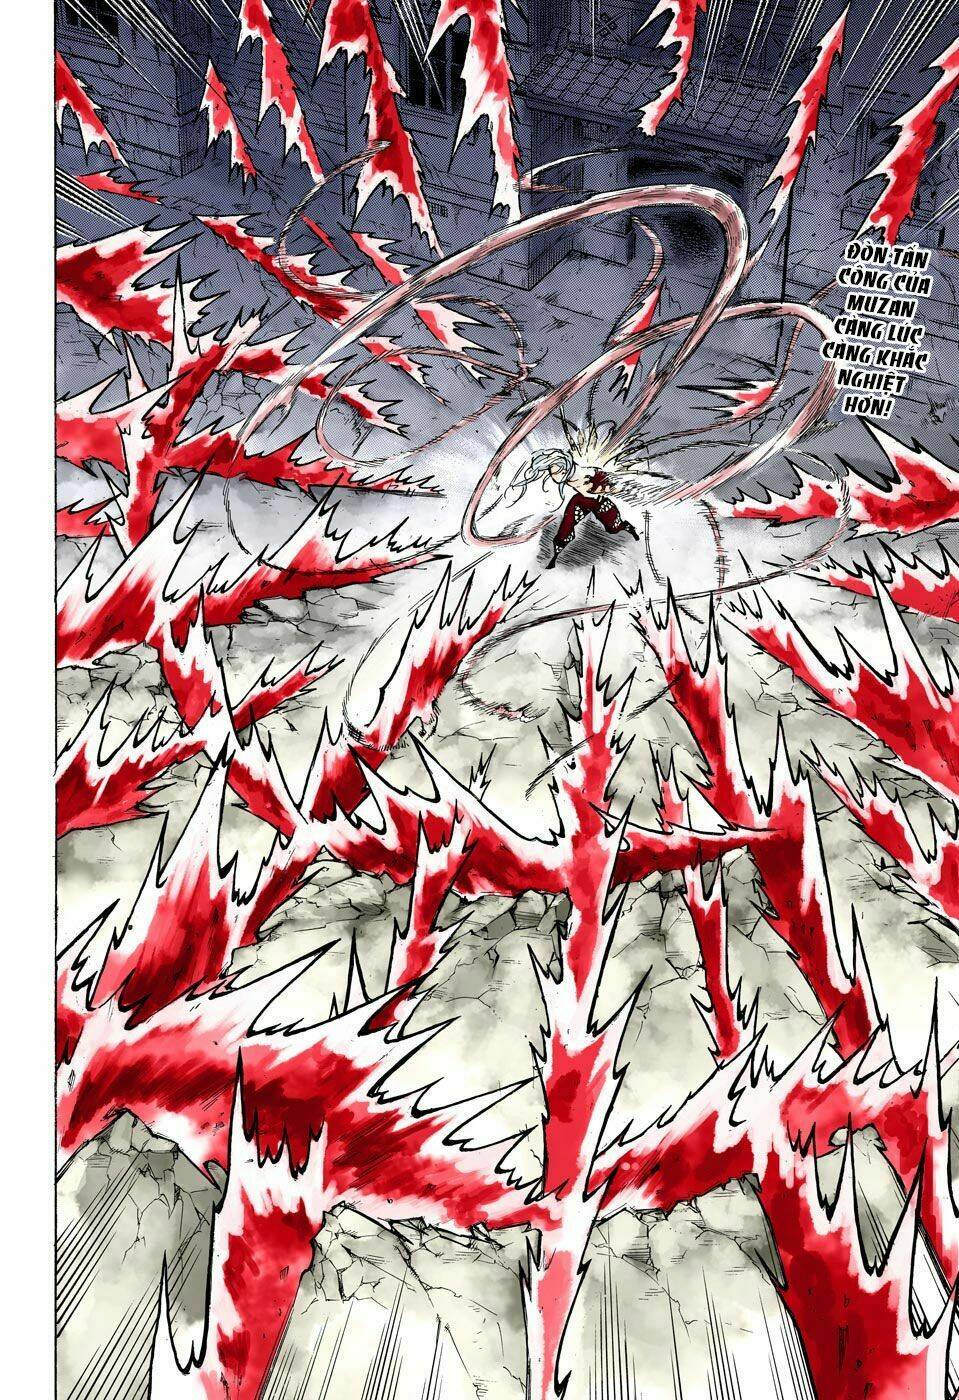 ĐÒN TẤN
CÔNG CỦA
MUZAN
CÀNG LÚC
CÀNG KHẮC
NGHIỆT
HƠN!